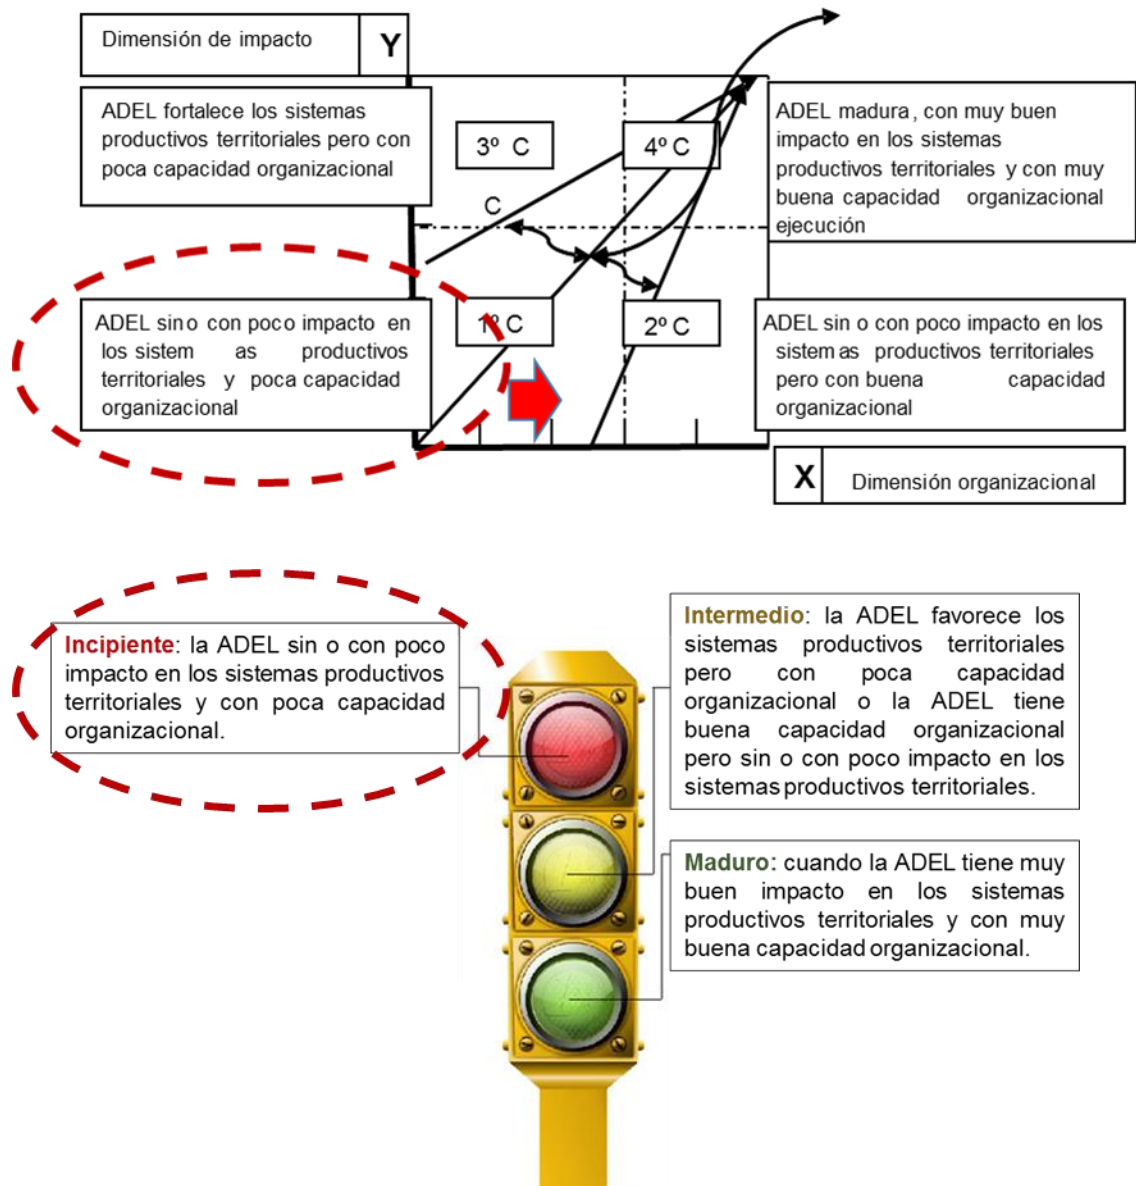 Dimensión de impacto
Y
ADEL fortalece los sistemas
productivos territoriales pero con
poca capacidad organizacional
3º C
4º C
ADEL madura, con muy buen
impacto en los sistemas
productivos territoriales y con muy
buena capacidad organizacional
ejecución
C
ADEL sin o con poco impacto en
los sistem as productivos
territoriales y poca capacidad
organizacional
1º C
2º C
ADEL sin o con poco impacto en los
sistemas productivos territoriales
pero con buena capacidad
organizacional
X
Dimensión organizacional
Incipiente: la ADEL sin o con poco
impacto en los sistemas productivos
territoriales y con poca capacidad
organizacional.
Intermedio: la ADEL favorece los
sistemas productivos territoriales
pero con poca capacidad
organizacional o la ADEL tiene
buena capacidad organizacional
pero sin o con poco impacto en los
sistemas productivos territoriales.
Maduro: cuando la ADEL tiene muy
buen impacto en los sistemas
productivos territoriales y con muy
buena capacidad organizacional.